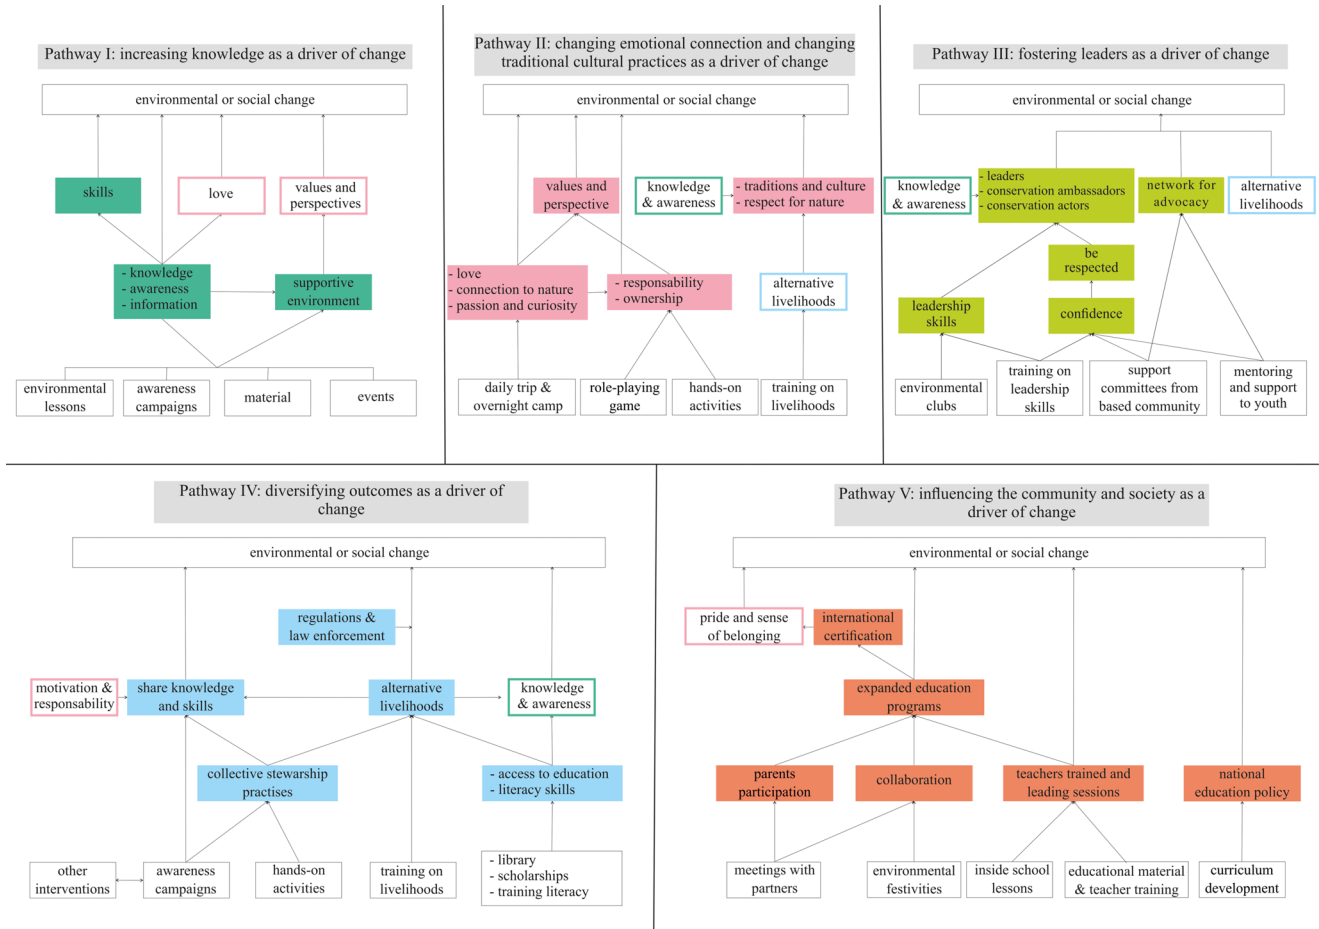 Pathway I: increasing knowledge as a driver of change
environmental or social change
skills
love
values and
perspectives
- knowledge
- awareness
- information
supportive
environment
environmental
lessons
awareness
campaigns
material
events
Pathway II: changing emotional connection and changing
traditional cultural practices as a driver of change
environmental or social change
values and
perspective
knowledge
& awareness
- traditions and culture
- respect for nature
- love
- connection to nature
- passion and curiosity
- responsability
- ownership
alternative
livelihoods
daily trip &
overnight camp
role-playing
game
hands-on
activities
training on
livelihoods
Pathway III: fostering leaders as a driver of change
environmental or social change
knowledge
& awareness
- leaders
- conservation ambassadors
- conservation actors
network for
advocacy
alternative
livelihoods
be
respected
leadership
skills
confidence
environmental
clubs
training on
leadership
skills
support
committees from
based community
mentoring
and support
to youth
Pathway IV: diversifying outcomes as a driver of
change
environmental or social change
regulations &
law enforcement
motivation &
responsability
share knowledge
and skills
alternative
livelihoods
knowledge
& awareness
collective stewarship
practises
- access to education
- literacy skills
other
interventions
awareness
campaigns
hands-on
activities
training on
livelihoods
- library
- scholarships
- training literacy
Pathway V: influencing the community and society as a
driver of change
environmental or social change
pride and sense
of belonging
international
certification
expanded education
programs
parents
participation
collaboration
teachers trained and
leading sessions
national
education policy
meetings with
partners
environmental
festivities
inside school
lessons
educational material
& teacher training
curriculum
development